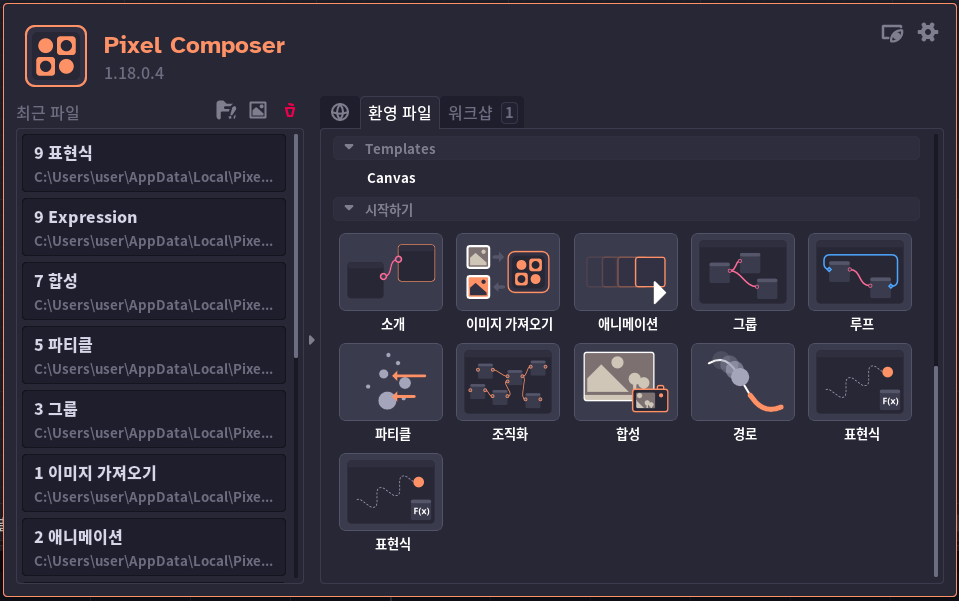 Pixel Composer
1.18.0.4
최근 파일
환영 파일
워크샵 1
9 표현식
C:\Users\user\AppData\Local\Pixe...
9 Expression
C:\Users\user\AppData\Local\Pixe...
7 합성
C:\Users\user\AppData\Local\Pixe...
5 파티클
C:\Users\user\AppData\Local\Pixe...
3 그룹
C:\Users\user\AppData\Local\Pixe...
1 이미지 가져오기
C:\Users\user\AppData\Local\Pixe...
2 애니메이션
C:\Users\user\AppData\Local\Pixe...
Templates
Canvas
시작하기
소개
이미지 가져오기
애니메이션
그룹
루프
F(x)
파티클
조직화
합성
경로
표현식
F(x)
표현식